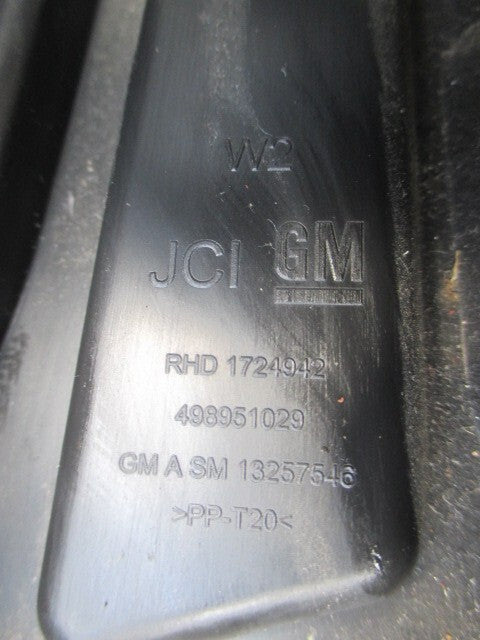 W2
JCI GM
RHD 1724942
498951029
GM A SM 13257546
>PP-T20<